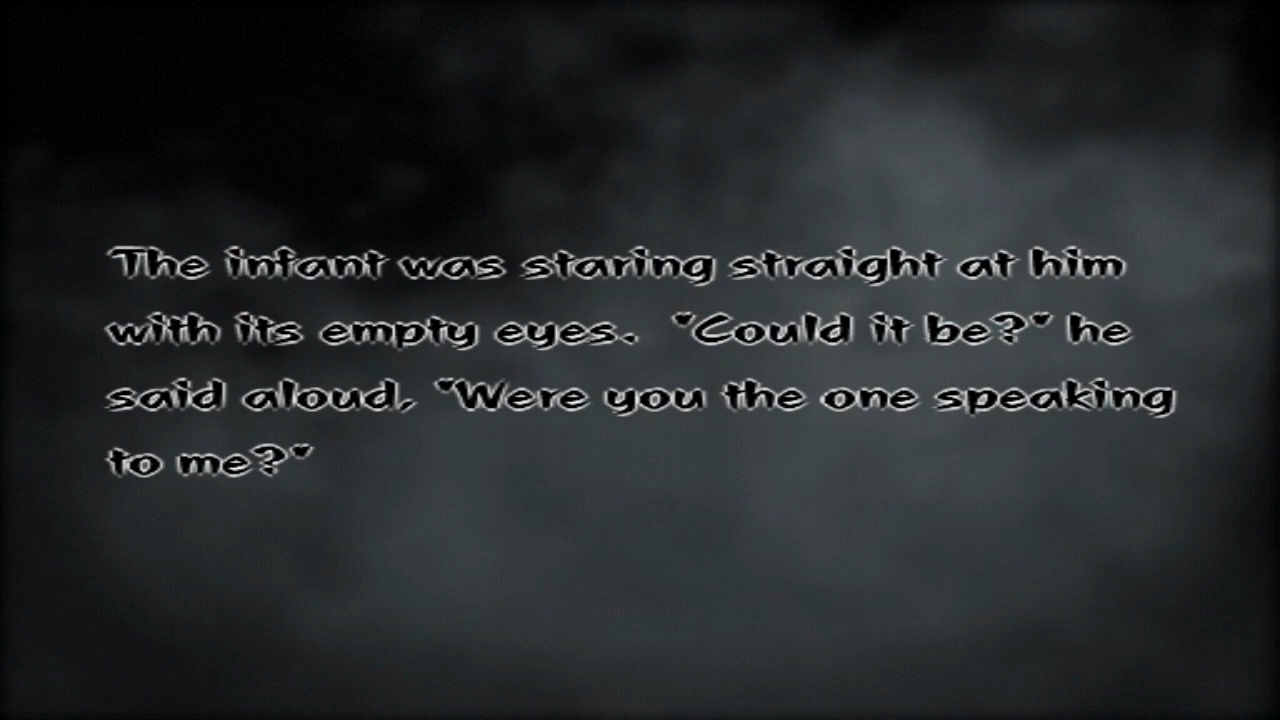 The infant was staring straight at him
with its empty eyes.  "Could it be?" he
said aloud, "Were you the one speaking
to me?"